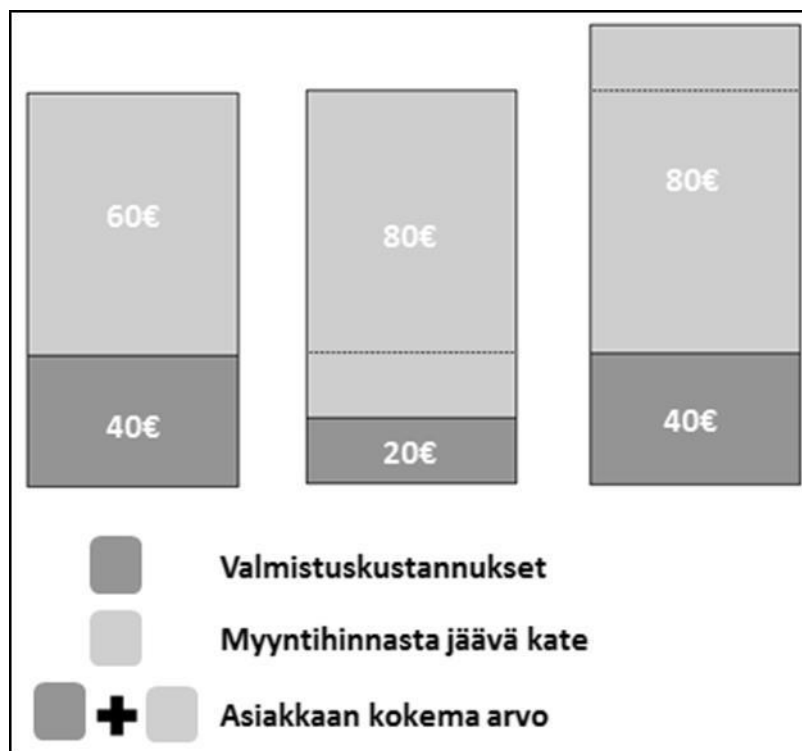 60€
40€
80€
20€
80€
40€
Valmistuskustannukset
Myyntihinnasta jäävä kate
Asiakkaan kokema arvo